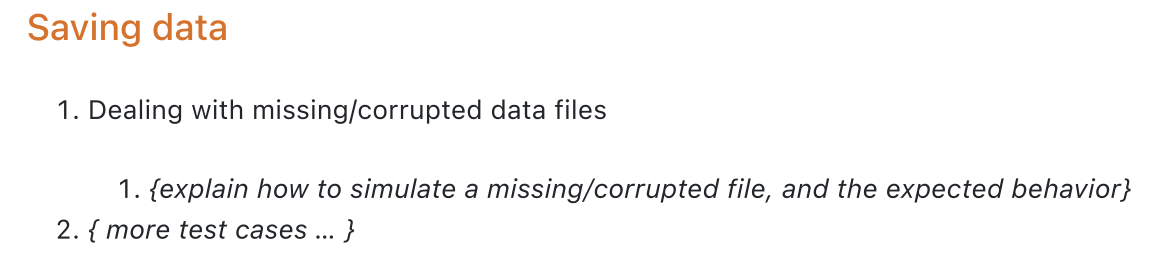 Saving data
1. Dealing with missing/corrupted data files
1. {explain how to simulate a missing/corrupted file, and the expected behavior}
2. { more test cases … }